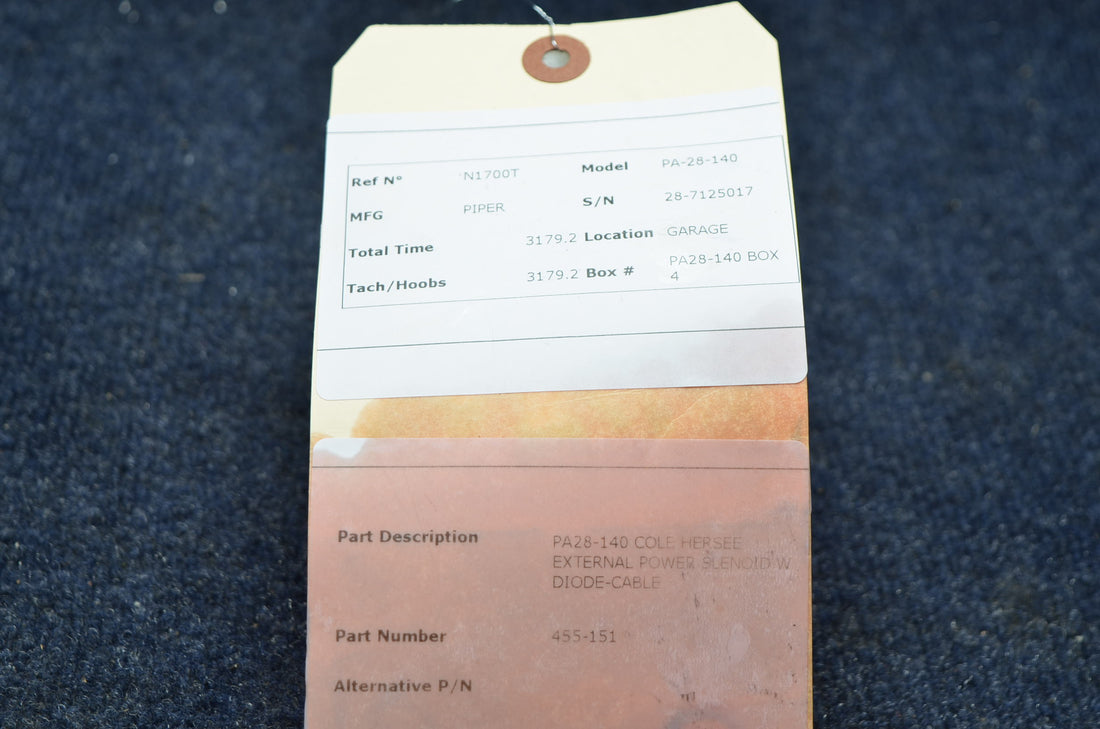 Ref N° N1700T Model PA-28-140
MFG PIPER S/N 28-7125017
Total Time 3179.2 Location GARAGE
Tach/Hoobs 3179.2 Box # PA28-140 BOX
4
Part Description PA28-140 COLE HERSEE
EXTERNAL POWER SLENOID W
DIODE-CABLE
Part Number 455-151
Alternative P/N